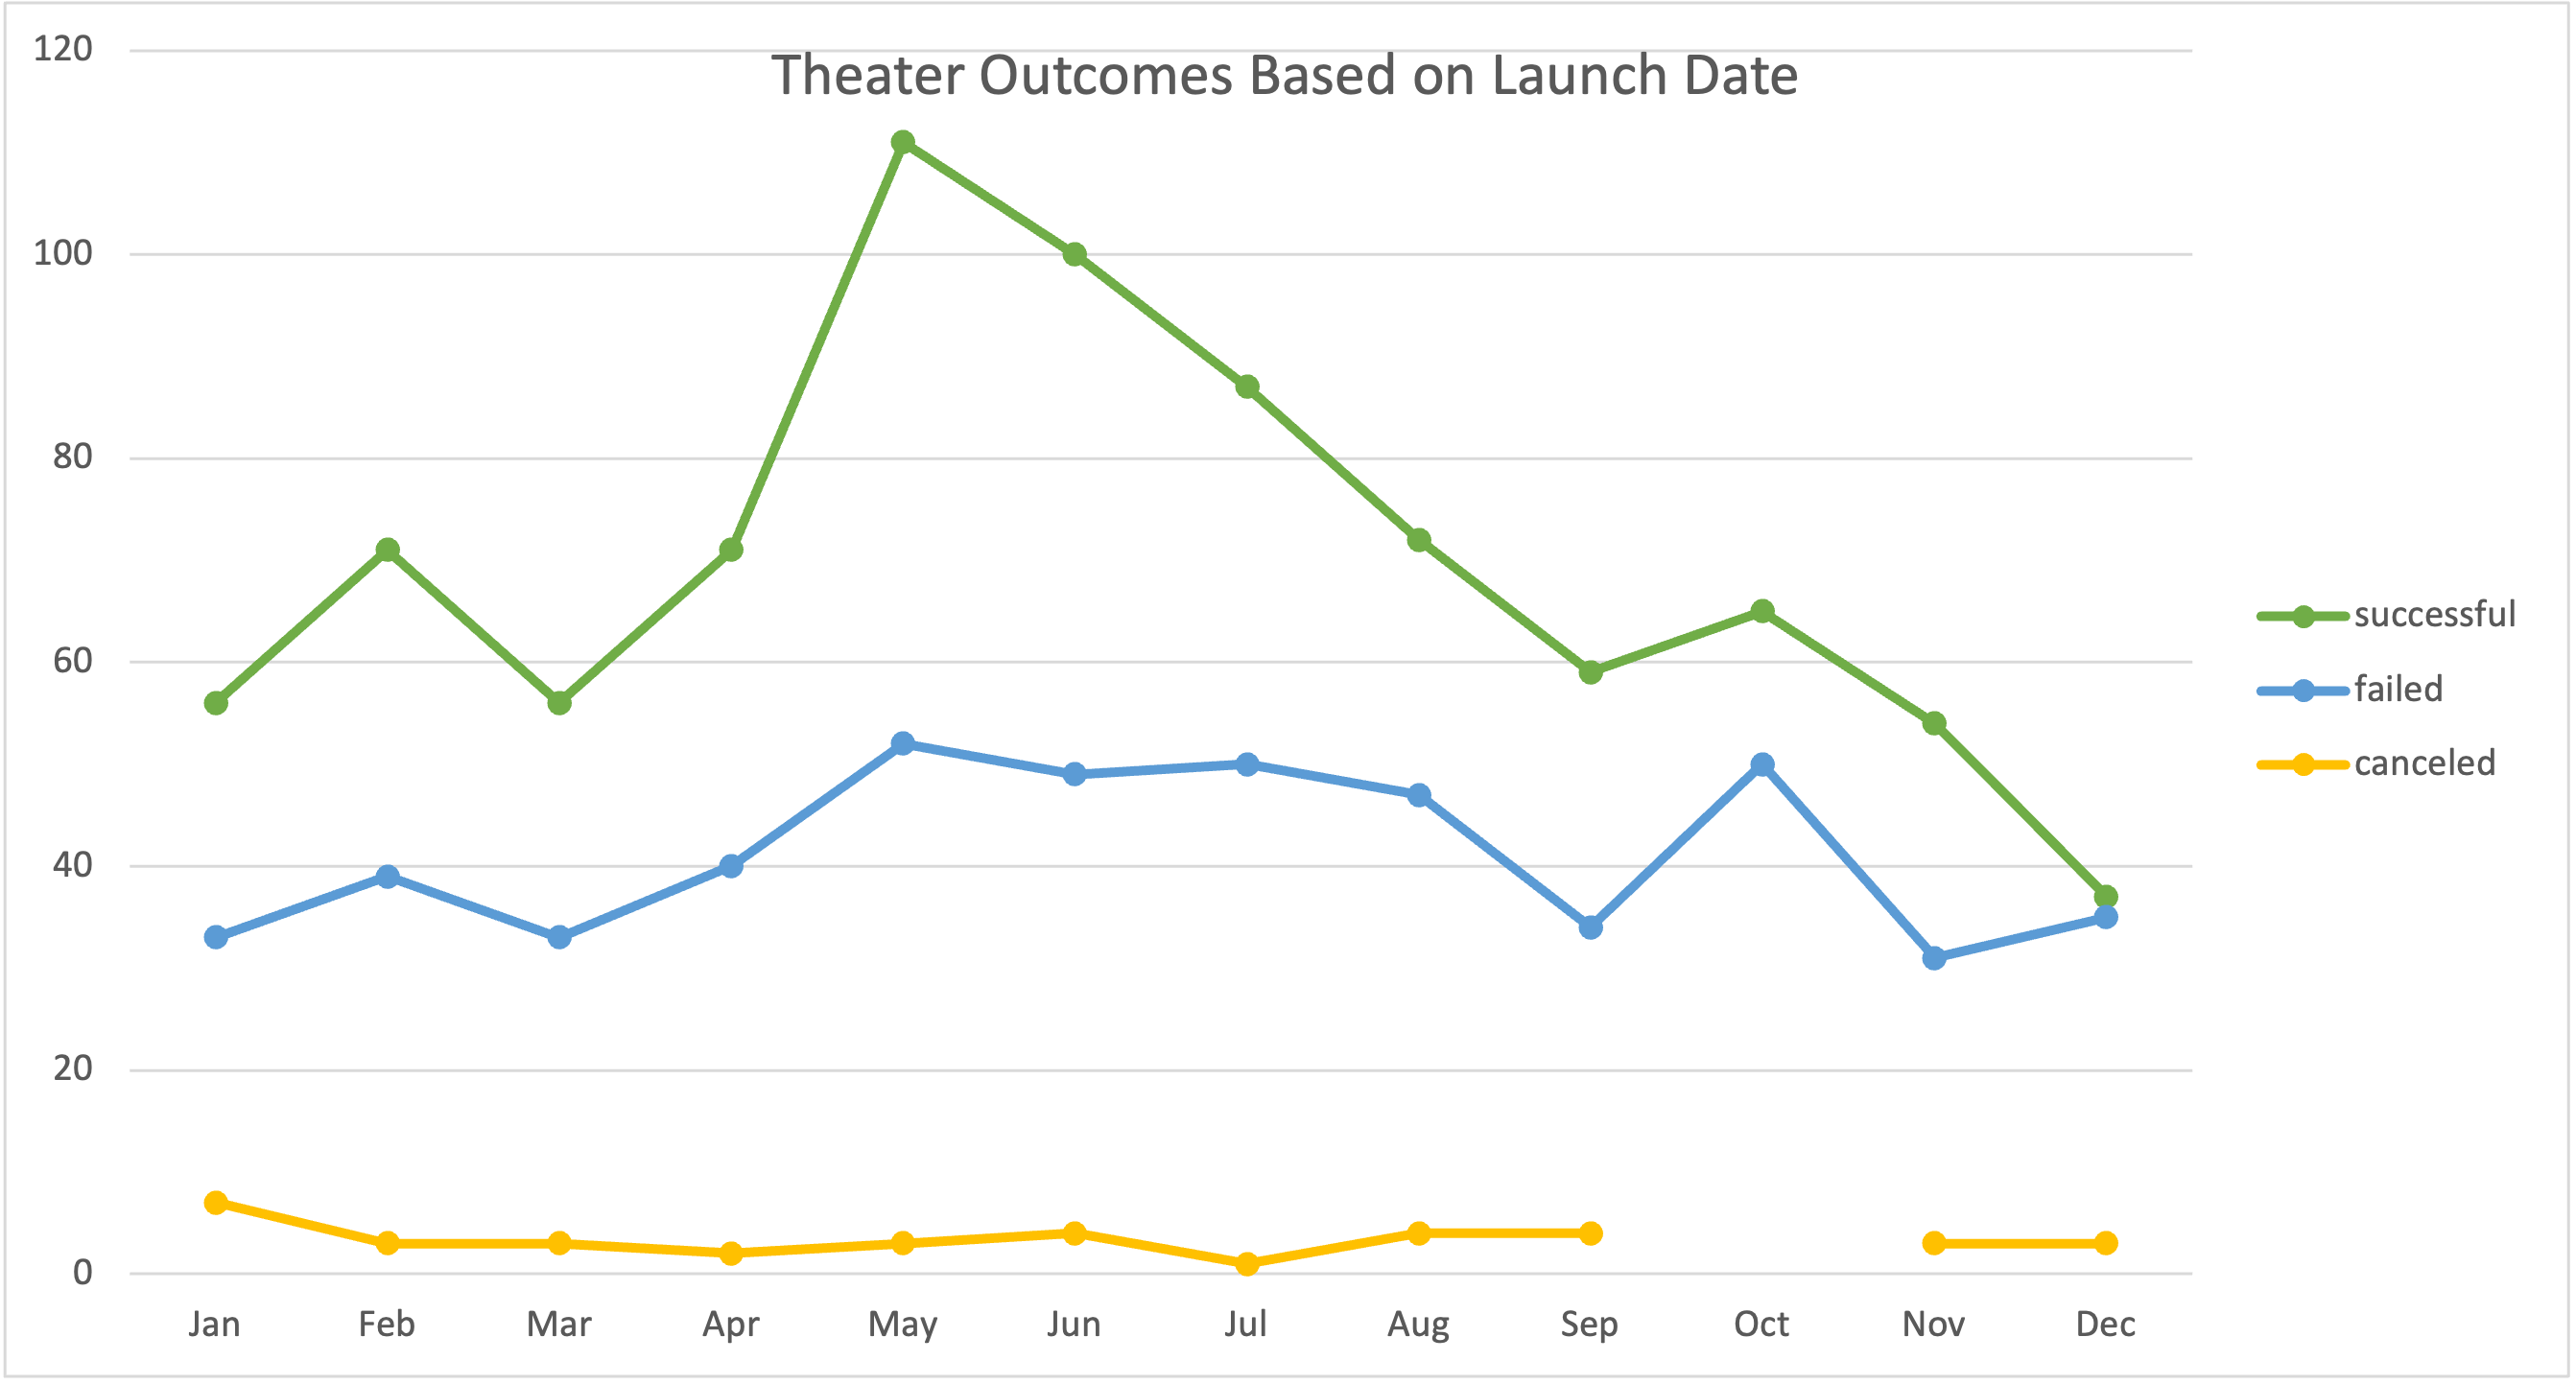 Theater Outcomes Based on Launch Date
120
100
80
60
40
20
0
Jan Feb Mar Apr May Jun Jul Aug Sep Oct Nov Dec
successful
failed
canceled